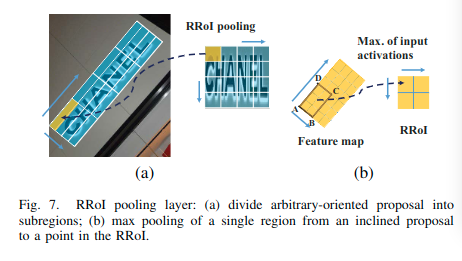 RRoI pooling
CHANEL
CHANEL
(a)
Max. of input
activations
D
C
A
B
RRoI
Feature map
(b)
Fig. 7. RRoI pooling layer: (a) divide arbitrary-oriented proposal into
subregions; (b) max pooling of a single region from an inclined proposal
to a point in the RRoI.